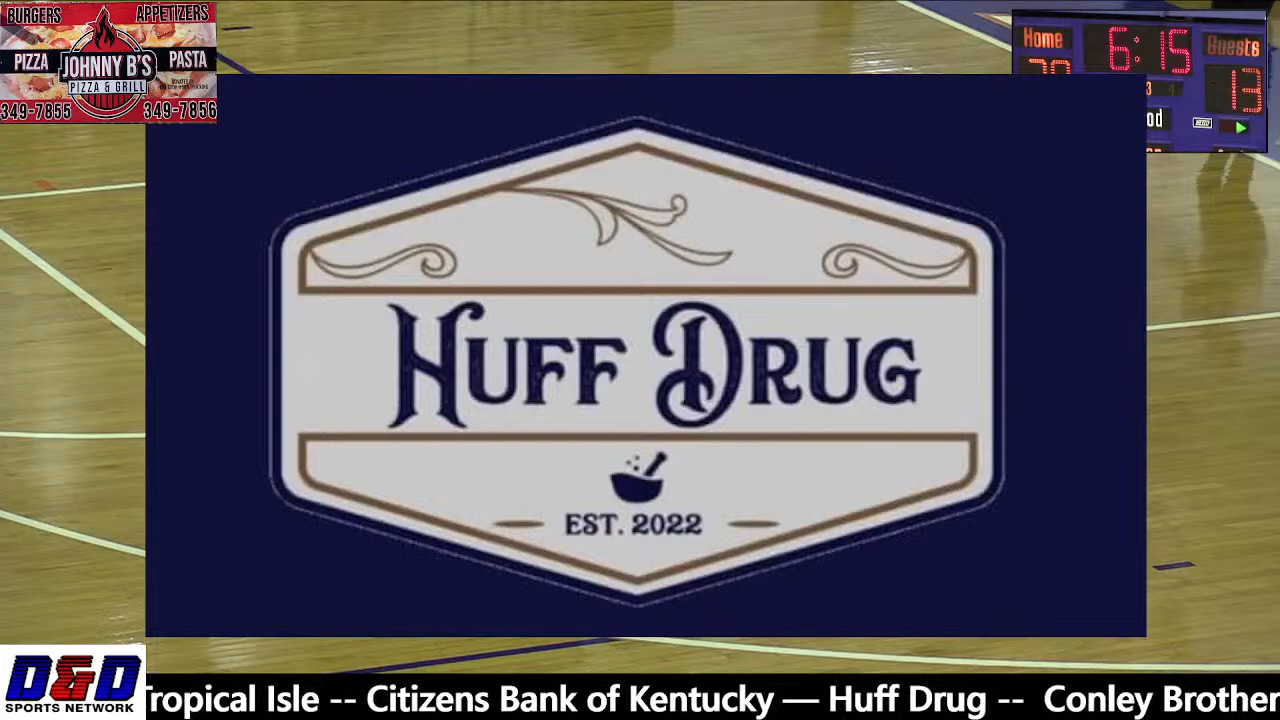 BURGERS APPETIZERS
PIZZA JOHNNY B'S PASTA
PIZZA & GRILL
349-7855 349-7856
Home 6:15 Guests
13
HUFF DRUG
EST. 2022
D&D
SPORTS NETWORK
Tropical Isle -- Citizens Bank of Kentucky — Huff Drug -- Conley Brother